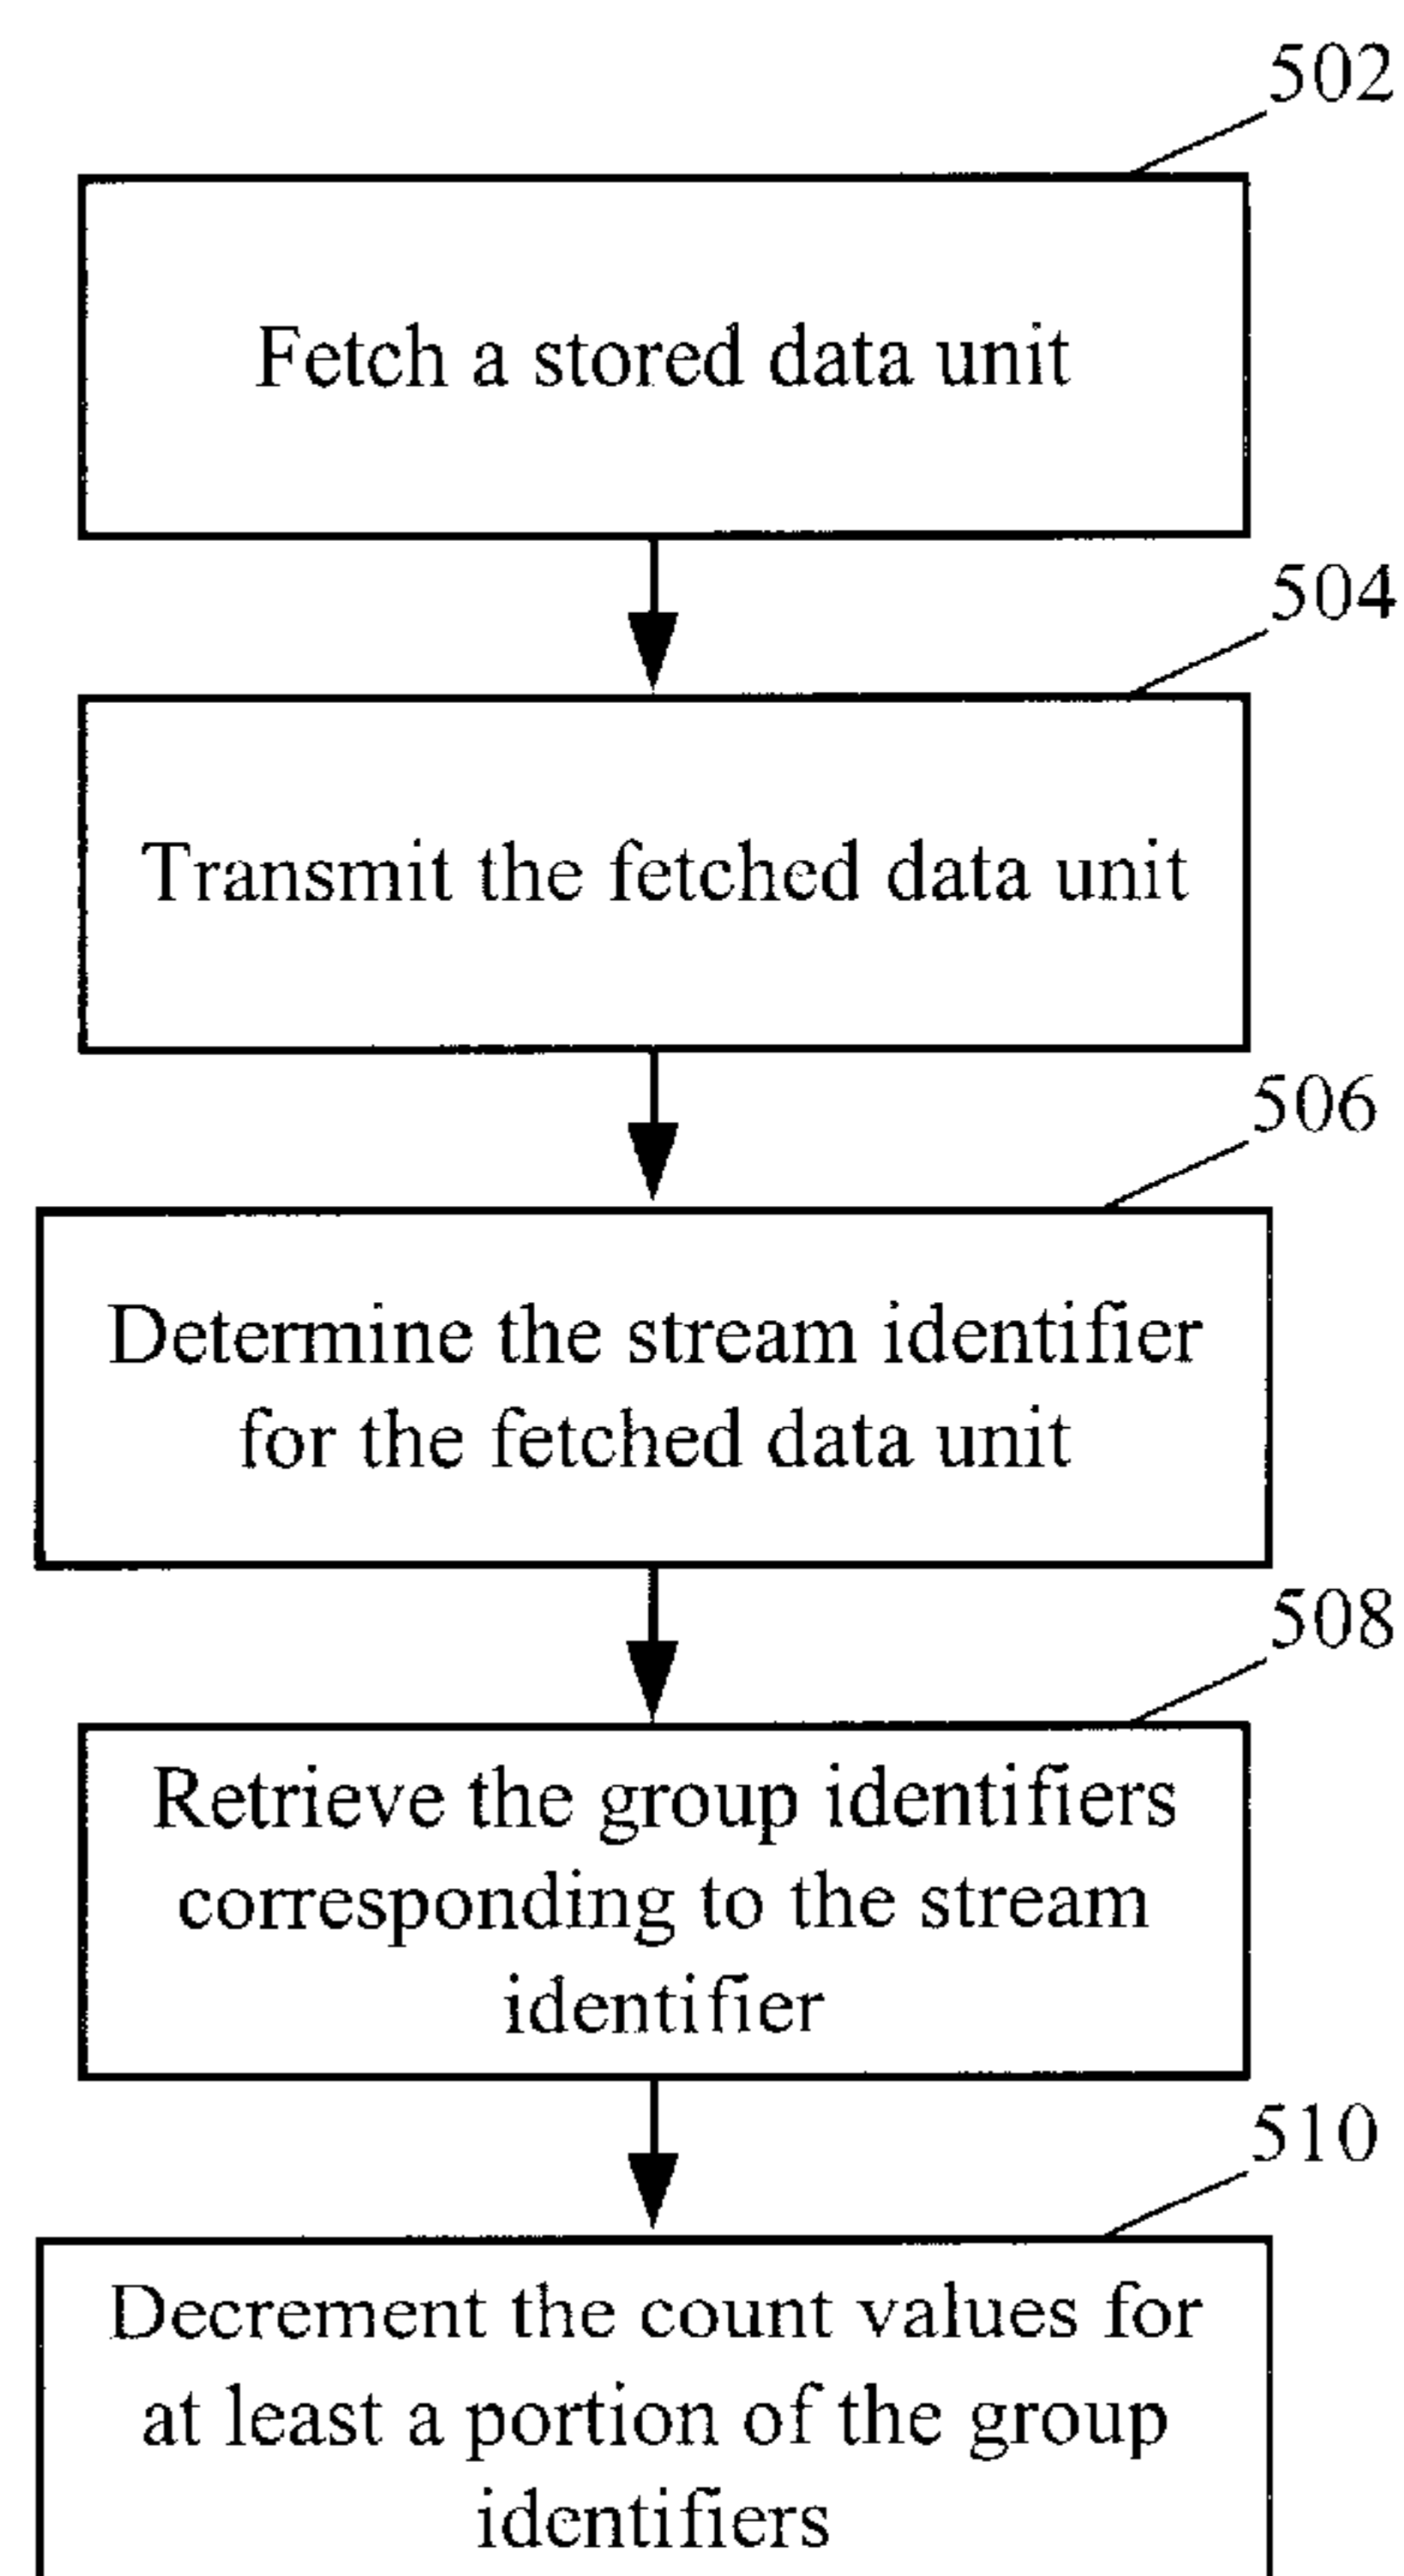 502
Fetch a stored data unit
504
Transmit the fetched data unit
506
Determine the stream identifier
for the fetched data unit
508
Retrieve the group identifiers
corresponding to the stream
identifier
510
Decrement the count values for
at least a portion of the group
identifiers